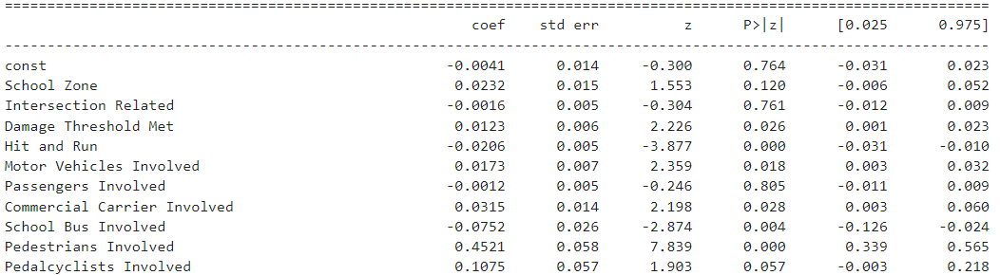 coef std err z P>|z| [0.025 0.975]
const -0.0041 0.014 -0.300 0.764 -0.031 0.023
School Zone 0.0232 0.015 1.553 0.120 -0.006 0.052
Intersection Related -0.0016 0.005 -0.304 0.761 -0.012 0.009
Damage Threshold Met 0.0123 0.006 2.226 0.026 0.001 0.023
Hit and Run -0.0206 0.005 -3.877 0.000 -0.031 -0.010
Motor Vehicles Involved 0.0173 0.007 2.359 0.018 0.003 0.032
Passengers Involved -0.0012 0.005 -0.246 0.805 -0.011 0.009
Commercial Carrier Involved 0.0315 0.014 2.198 0.028 0.003 0.060
School Bus Involved -0.0752 0.026 -2.874 0.004 -0.126 -0.024
Pedestrians Involved 0.4521 0.058 7.839 0.000 0.339 0.565
Pedalcyclists Involved 0.1075 0.057 1.903 0.057 -0.003 0.218